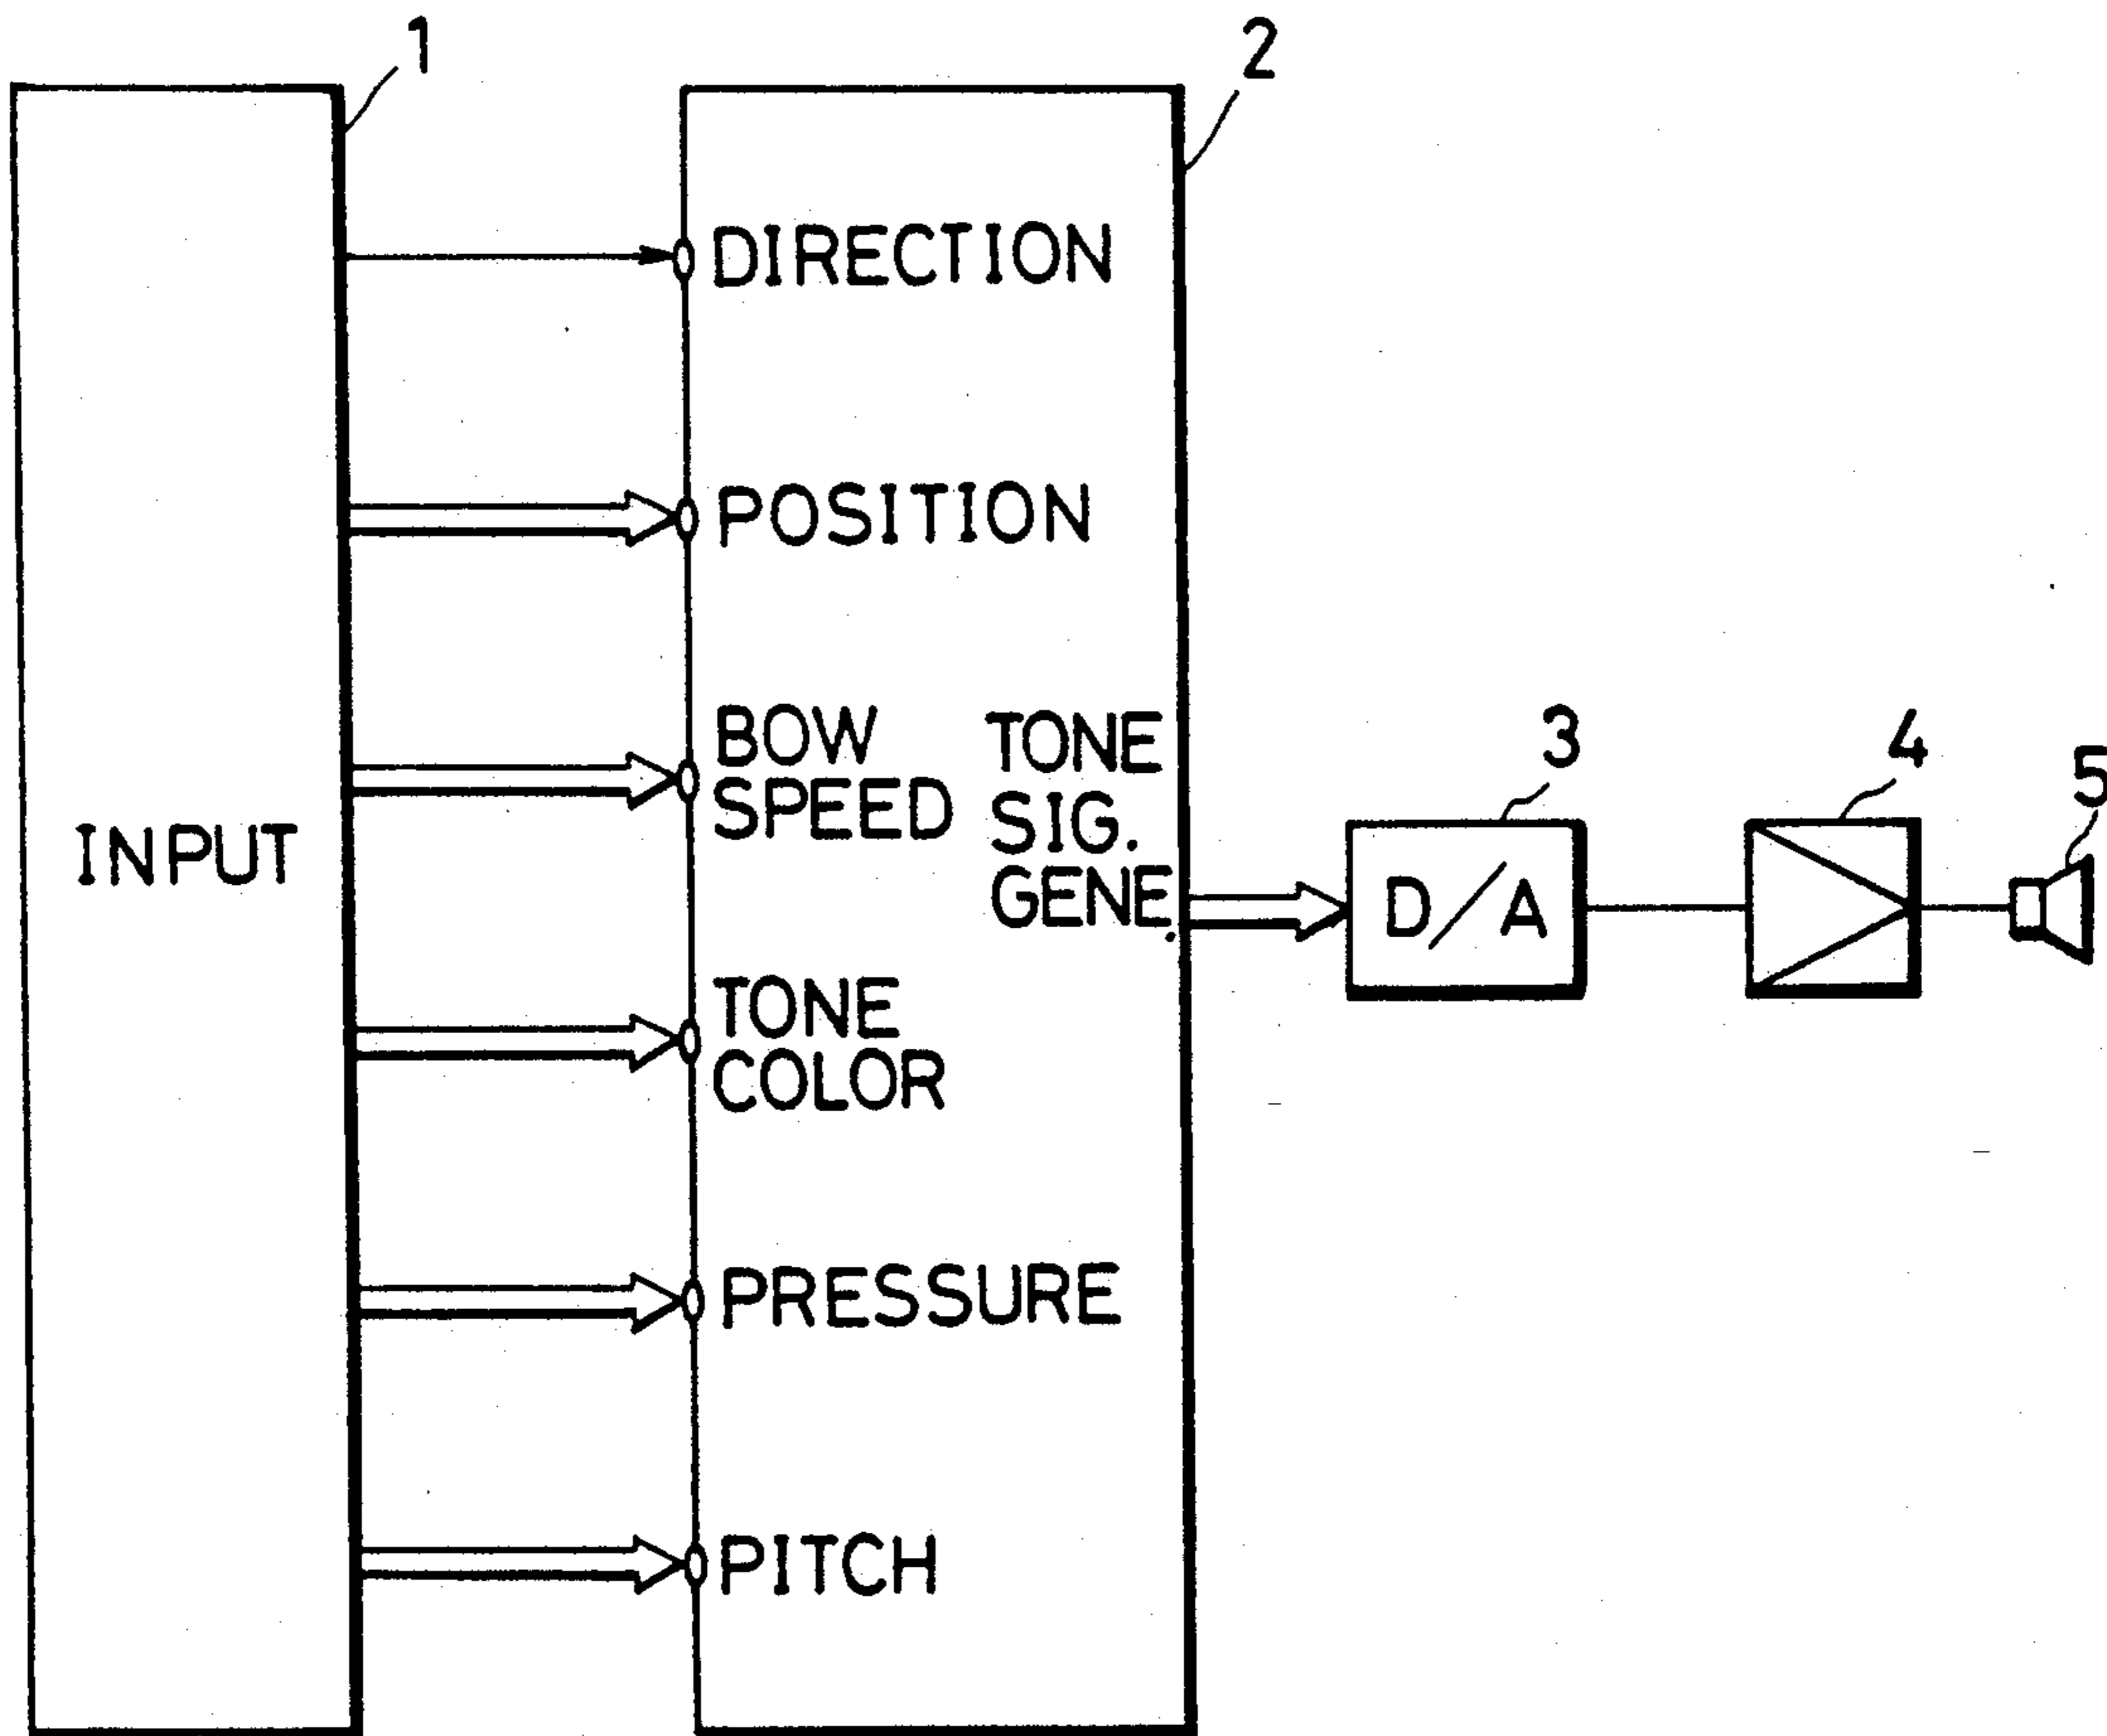 1
2
INPUT
DIRECTION
POSITION
BOW
SPEED
TONE
COLOR
PRESSURE
PITCH
TONE
SIG.
GENE.
3
D/A
4
5